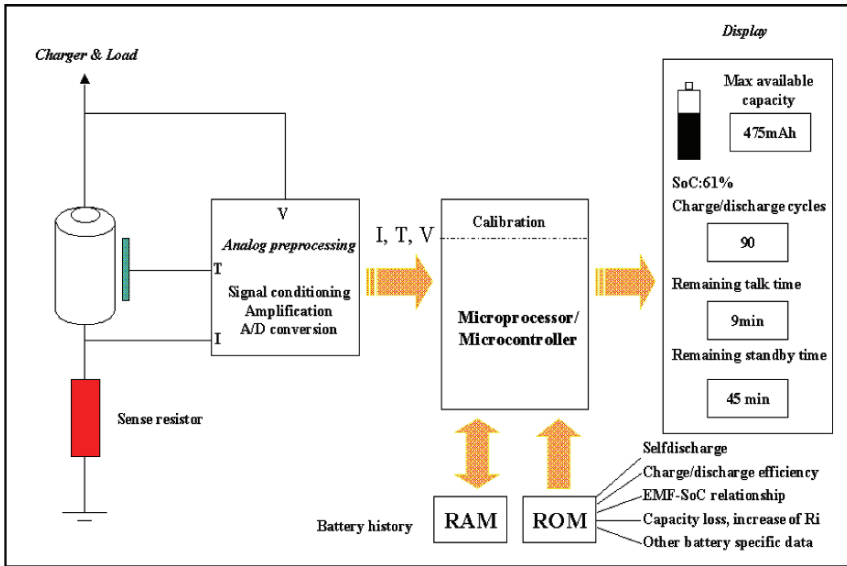 Display
Charger & Load
Max available
capacity
475mAh
SoC:61%
Charge/discharge cycles
90
Remaining talk time
9min
Remaining standby time
45 min
V
Analog preprocessing
T
Signal conditioning
Amplification
A/D conversion
I
I, T, V
Calibration
Microprocessor/
Microcontroller
Sense resistor
Battery history
RAM
ROM
Selfdischarge
Charge/discharge efficiency
EMF-SoC relationship
Capacity loss, increase of Ri
Other battery specific data